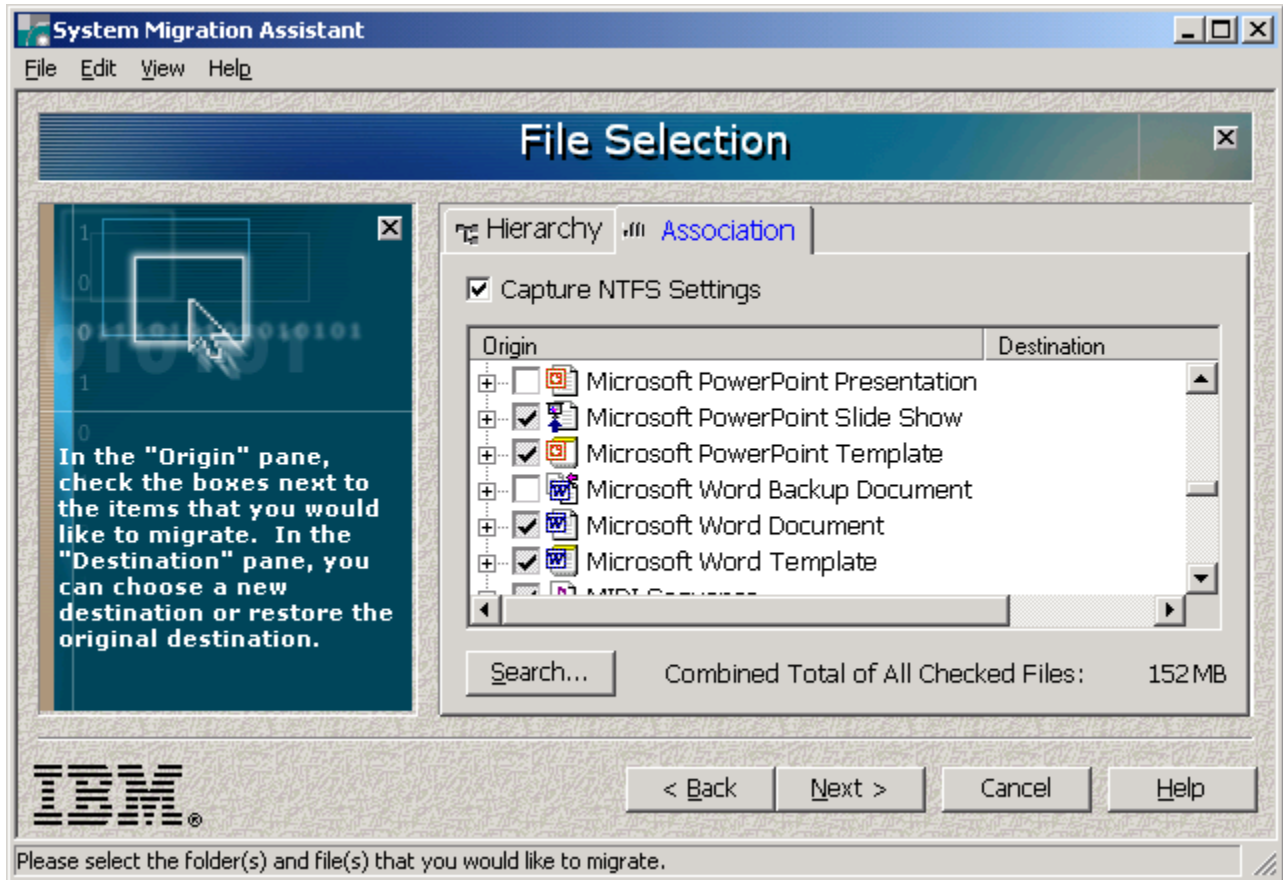 System Migration Assistant
File Edit View Help
File Selection
In the "Origin" pane,
check the boxes next to
the items that you would
like to migrate. In the
"Destination" pane, you
can choose a new
destination or restore the
original destination.
Hierarchy Association
Capture NTFS Settings
Origin Destination
Microsoft PowerPoint Presentation
Microsoft PowerPoint Slide Show
Microsoft PowerPoint Template
Microsoft Word Backup Document
Microsoft Word Document
Microsoft Word Template
MIDI Sequence
Search... Combined Total of All Checked Files: 152MB
IBM®
< Back Next > Cancel Help
Please select the folder(s) and file(s) that you would like to migrate.